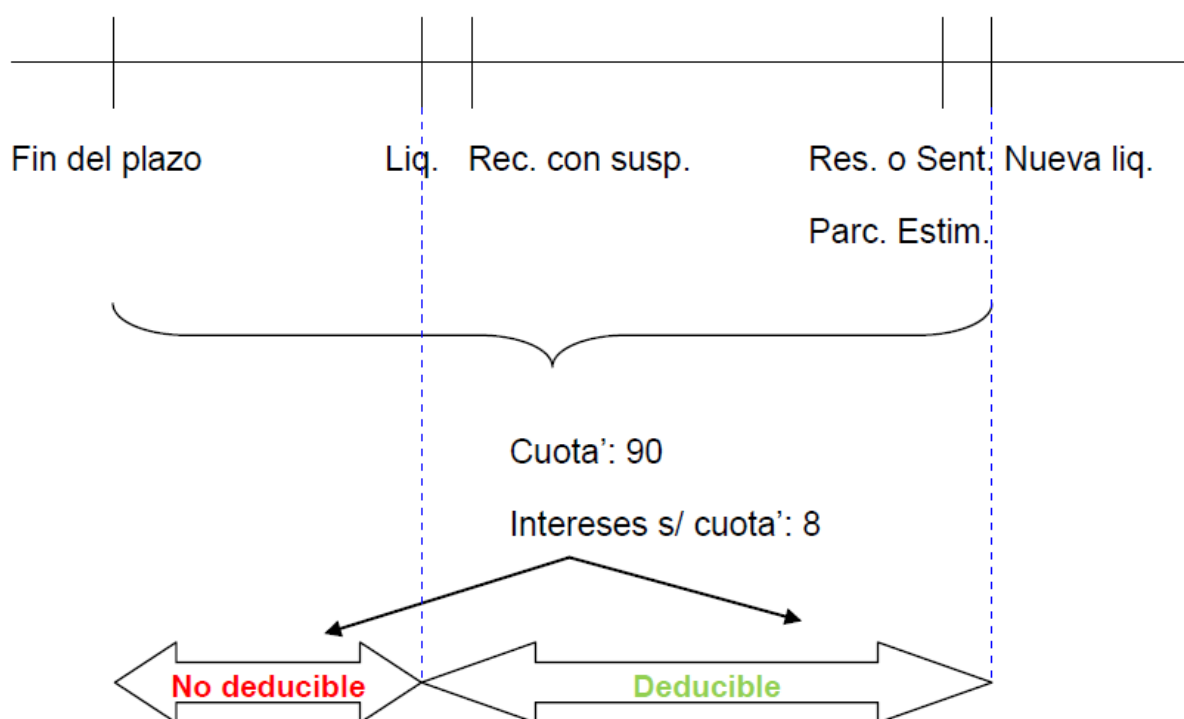 Fin del plazo Liq. Rec. con susp. Res. o Sent. Nueva liq.
Parc. Estim.
Cuota’: 90
Intereses s/ cuota’: 8
No deducible Deducible